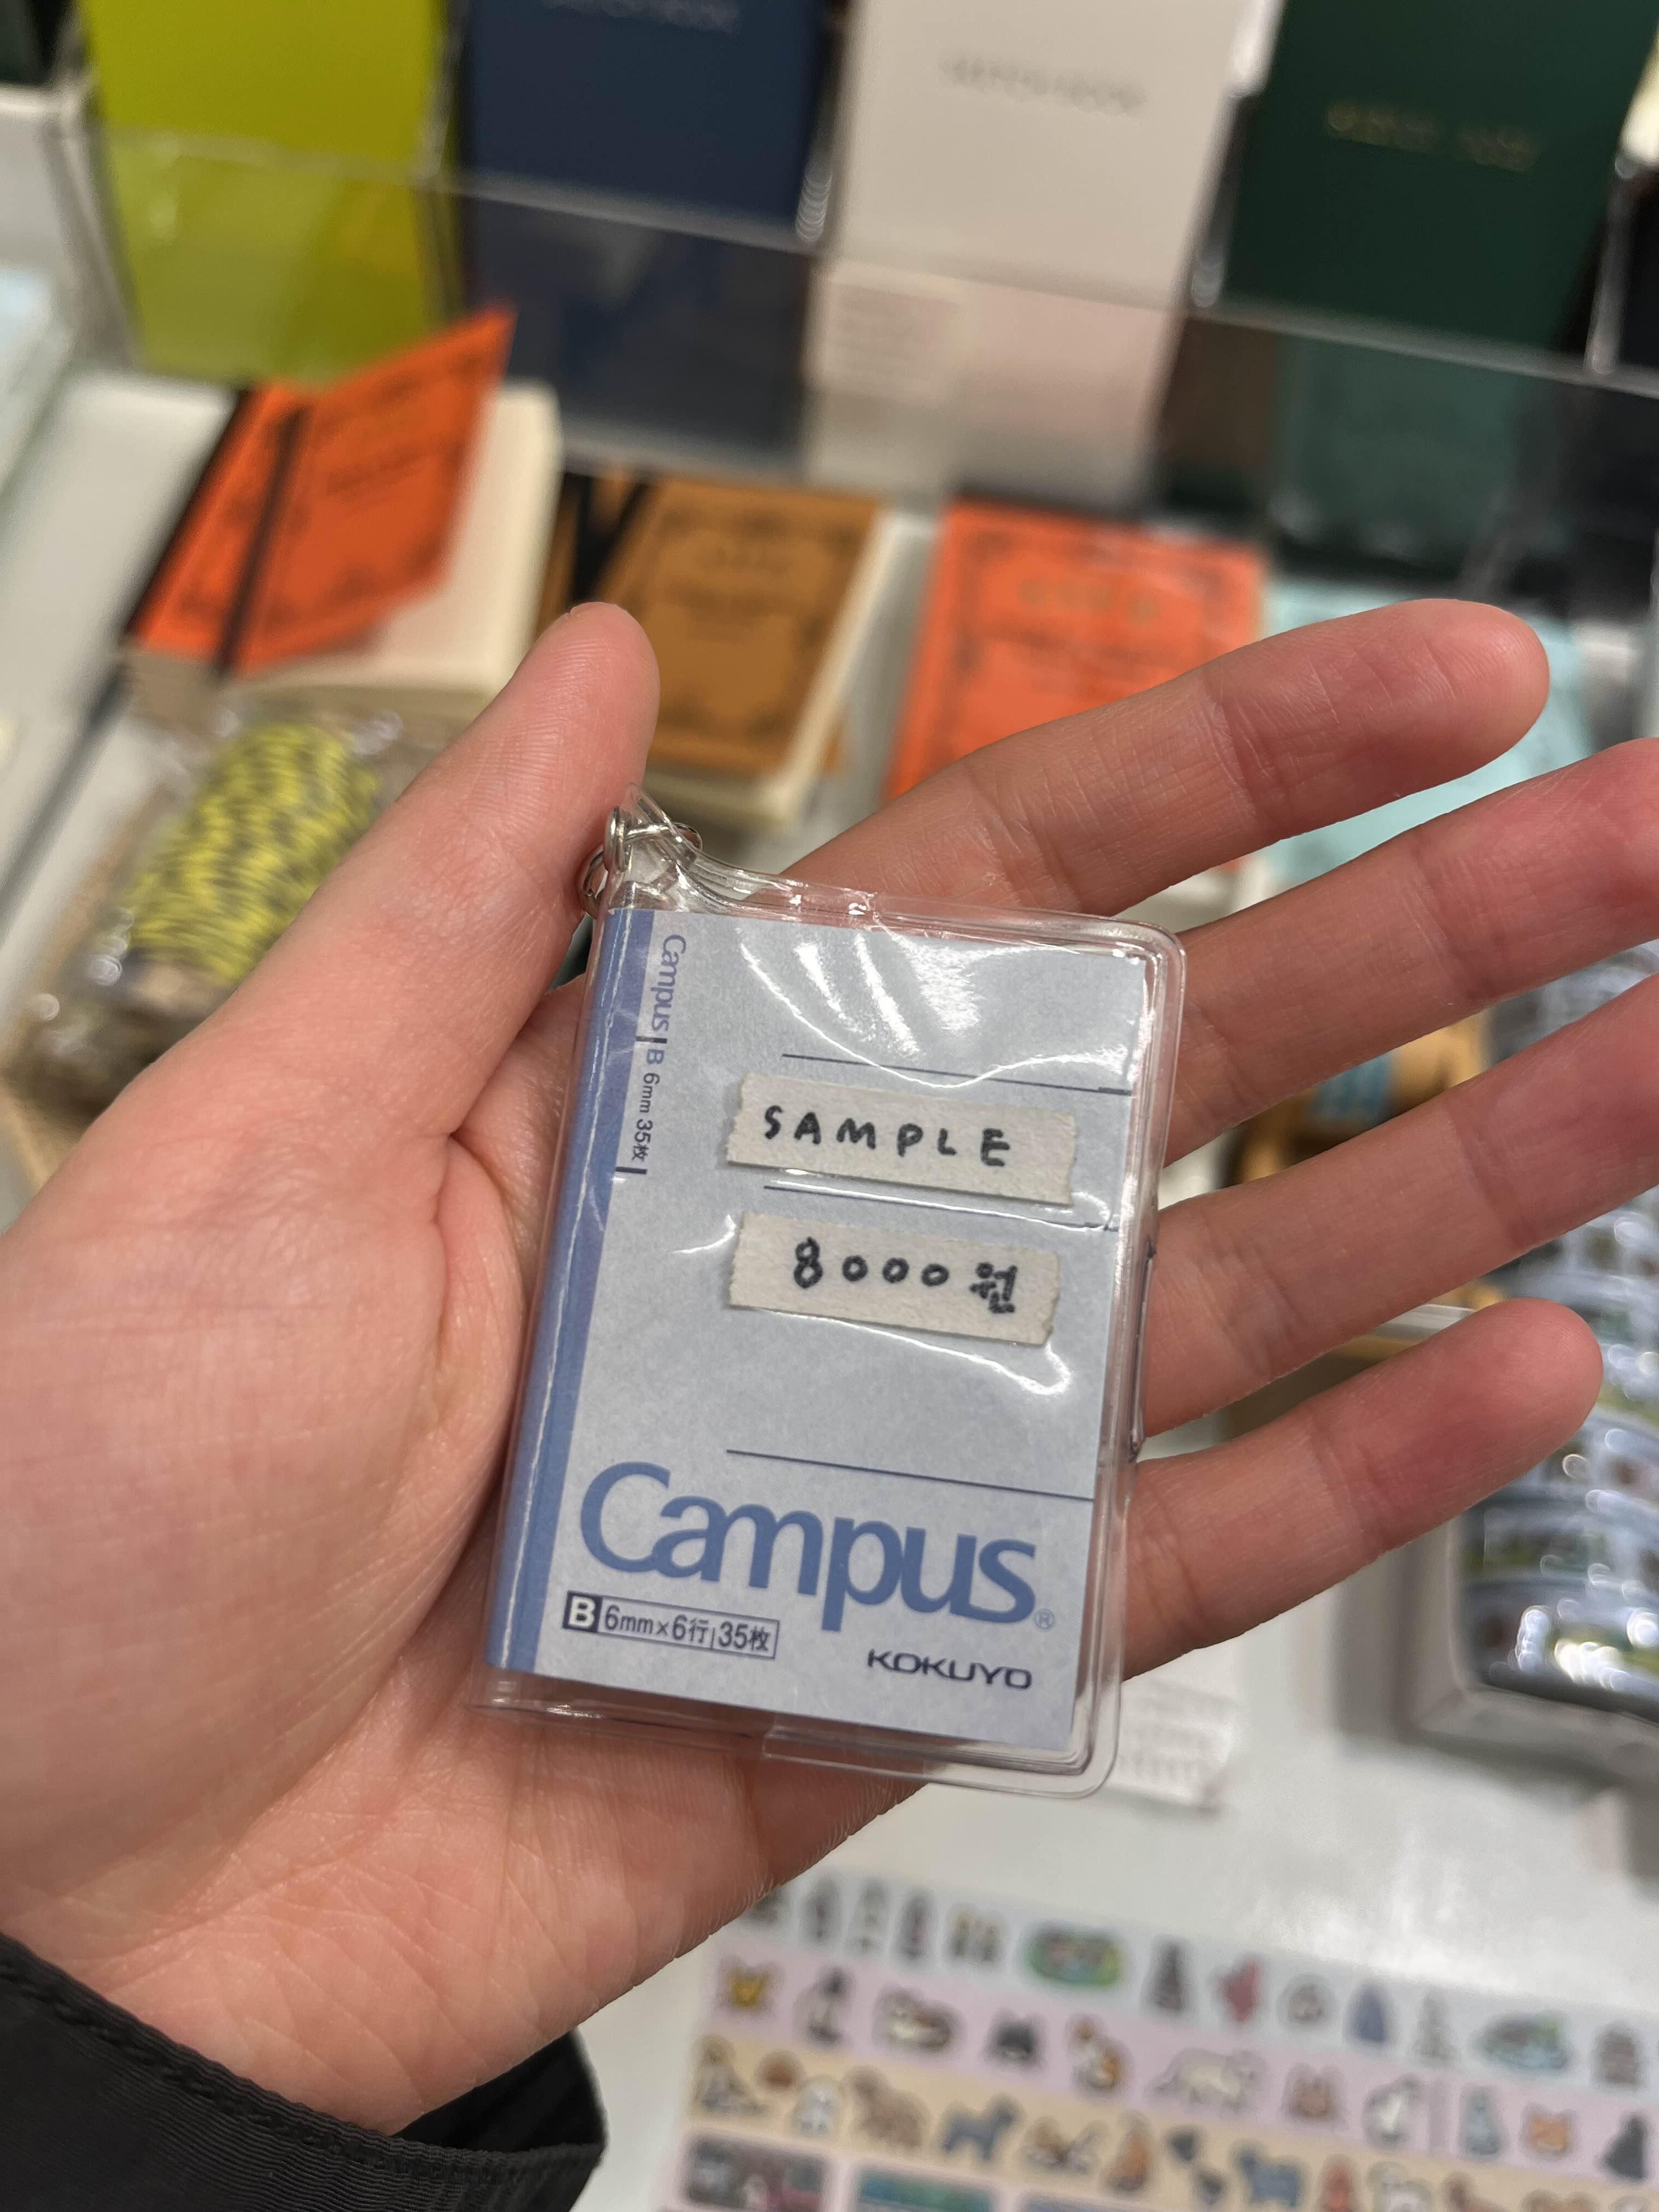 Campus B 6mm 35枚
SAMPLE
8000원
Campus®
B 6mm×6行 35枚
KOKUYO